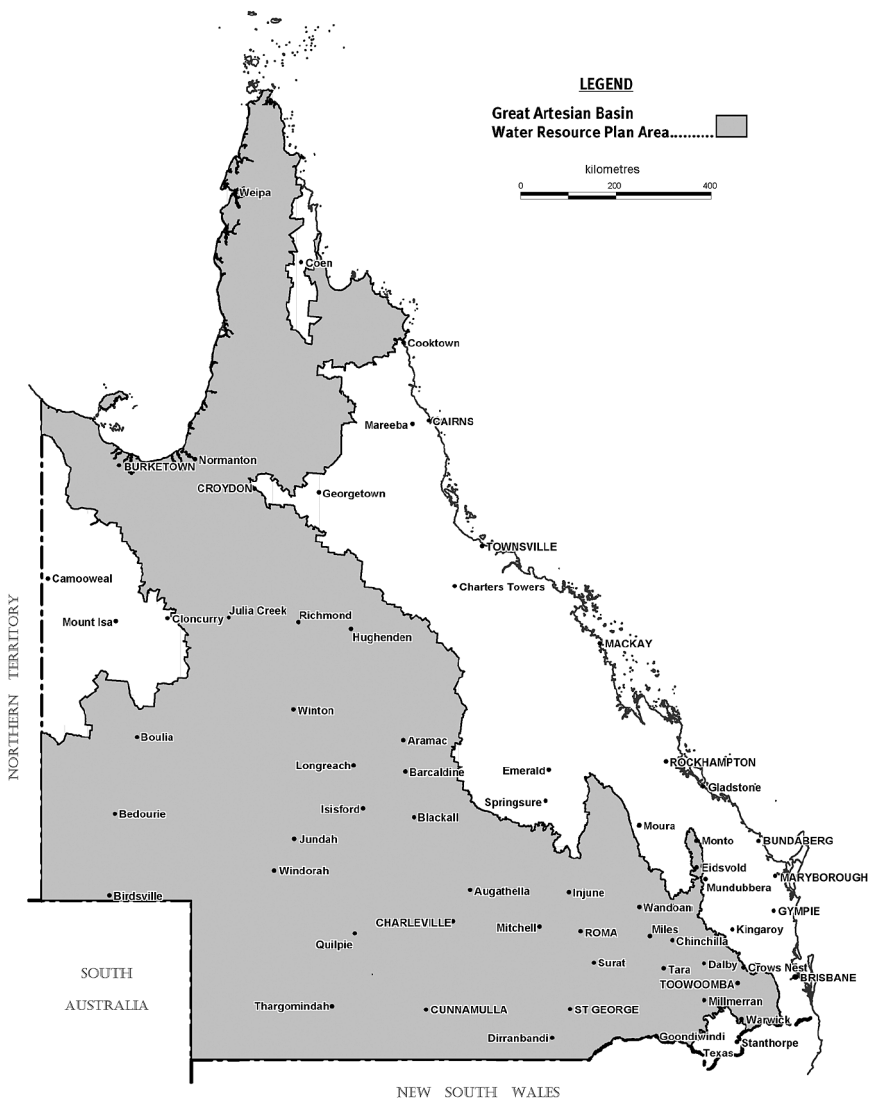 LEGEND
Great Artesian Basin
Water Resource Plan Area..........
kilometres
0 200 400
Weipa
Coen
Cooktown
Mareeba
CAIRNS
Normanton
BURKETOWN
CROYDON
Georgetown
TOWNSVILLE
Camooweal
Charters Towers
Mount Isa
Cloncurry
Julia Creek
Richmond
Hughenden
MACKAY
NORTHERN TERRITORY
Winton
Boulia
Aramac
Longreach
Barcaldine
Emerald
ROCKHAMPTON
Gladstone
Springsure
Isisford
Bedourie
Blackall
Moura
Jundah
Monto
BUNDABERG
Windorah
Eidsvold
MARYBOROUGH
Mundubbera
Birdsville
Augathella
Injune
Wandoan
GYMPIE
CHARLEVILLE
Mitchell
ROMA
Miles
Kingaroy
Quilpie
Chinchilla
Surat
Tara
Dalby
Crows Nest
BRISBANE
TOOWOOMBA
SOUTH
AUSTRALIA
Thargomindah
CUNNAMULLA
ST GEORGE
Millmerran
Warwick
Dirranbandi
Goondiwindi
Stanthorpe
Texas
NEW SOUTH WALES